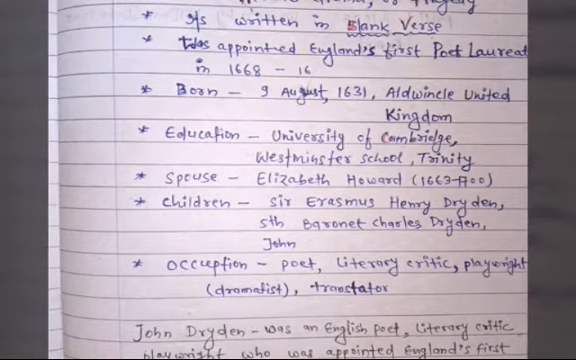 tragedy
* Is written in Blank Verse
* Was appointed England's first Poet Laureat
in 1668 - 16
* Born - 9 August, 1631, Aldwincle United
Kingdom
* Education - University of Cambridge,
Westminster School, Trinity
* Spouse - Elizabeth Howard (1663-1700)
* Children - Sir Erasmus Henry Dryden,
5th Baronet Charles Dryden,
John
* Occuption - poet, Literary critic, playwright
(dramatist), translator
John Dryden - was an English poet, Literary critic
playwright who was appointed England's first